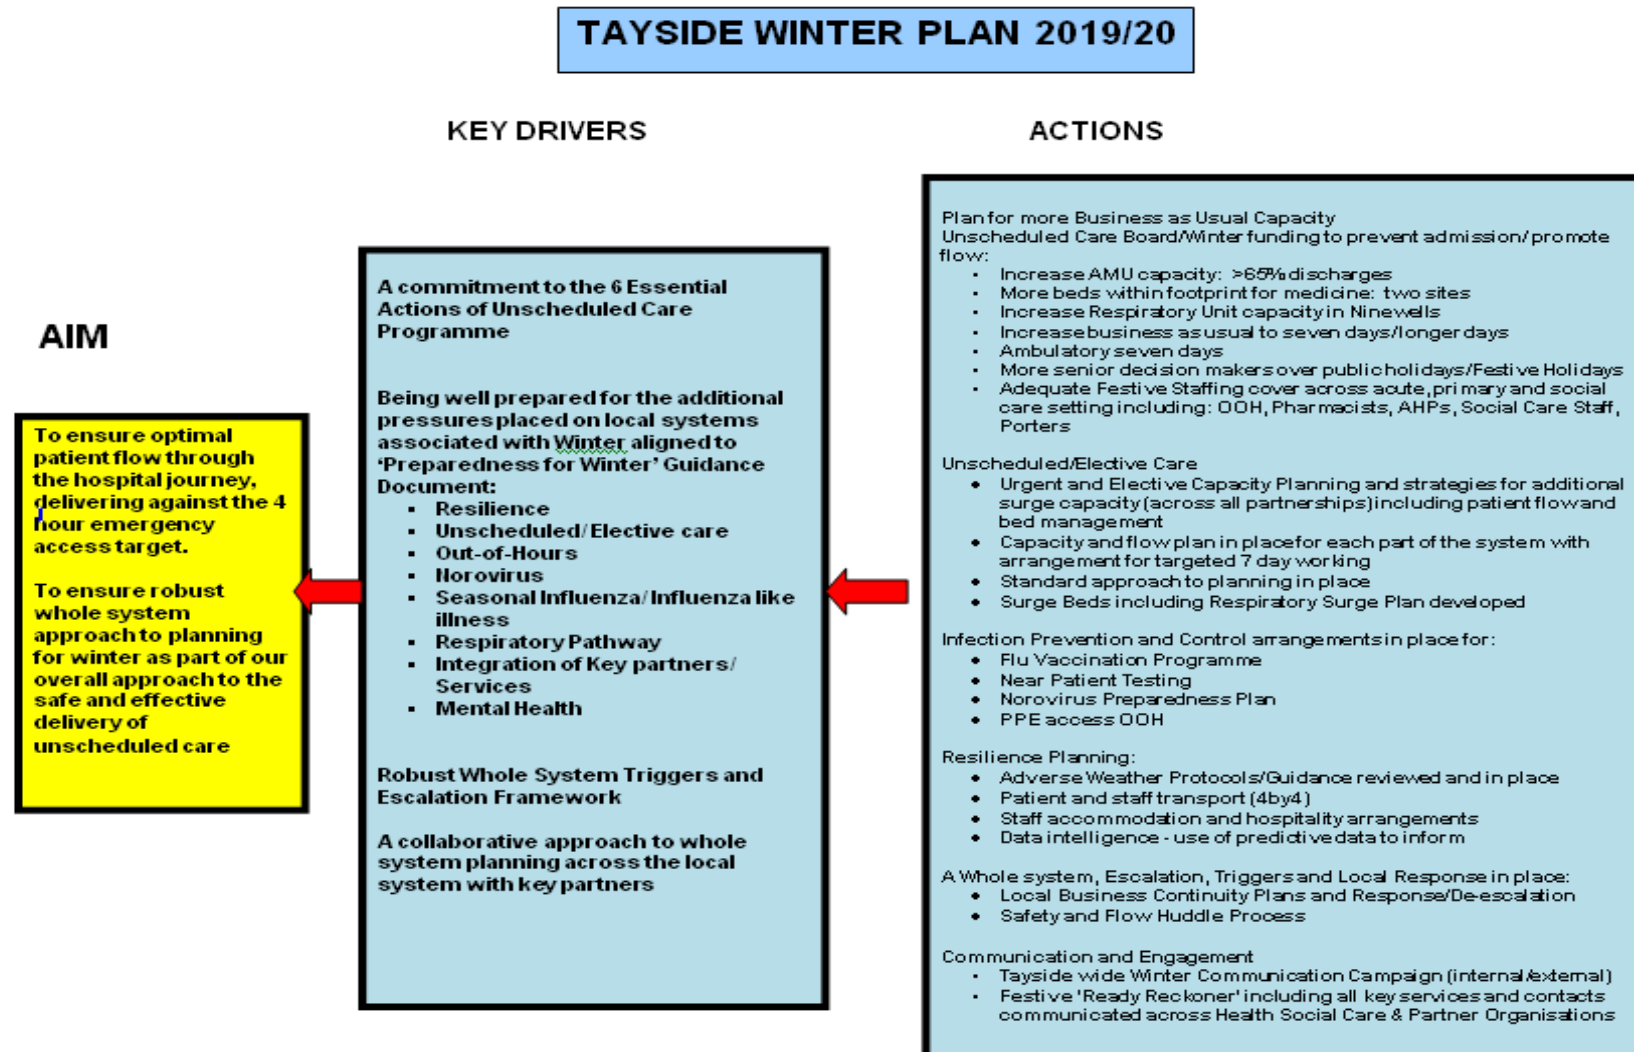 TAYSIDE WINTER PLAN 2019/20
KEY DRIVERS
ACTIONS
AIM
To ensure optimal
patient flow through
the hospital journey,
delivering against the 4
hour emergency
access target.
To ensure robust
whole system
approach to planning
for winter as part of our
overall approach to the
safe and effective
delivery of
unscheduled care
A commitment to the 6 Essential
Actions of Unscheduled Care
Programme
Being well prepared for the additional
pressures placed on local systems
associated with Winter aligned to
‘Preparedness for Winter’ Guidance
Document:
▪ Resilience
▪ Unscheduled/Elective care
▪ Out-of-Hours
▪ Norovirus
▪ Seasonal Influenza/Influenza like
illness
▪ Respiratory Pathway
▪ Integration of Key partners/
Services
▪ Mental Health
Robust Whole System Triggers and
Escalation Framework
A collaborative approach to whole
system planning across the local
system with key partners
Plan for more Business as Usual Capacity
Unscheduled Care Board/Winter funding to prevent admission/promote
flow:
• Increase AMU capacity: >65% discharges
• More beds within footprint for medicine: two sites
• Increase Respiratory Unit capacity in Ninewells
• Increase business as usual to seven days/longer days
• Ambulatory seven days
• More senior decision makers over public holidays/Festive Holidays
• Adequate Festive Staffing cover across acute, primary and social
care setting including: OOH, Pharmacists, AHPs, Social Care Staff,
Porters
Unscheduled/Elective Care
• Urgent and Elective Capacity Planning and strategies for additional
surge capacity (across all partnerships) including patient flow and
bed management
• Capacity and flow plan in place for each part of the system with
arrangement for targeted 7 day working
• Standard approach to planning in place
• Surge Beds including Respiratory Surge Plan developed
Infection Prevention and Control arrangements in place for:
• Flu Vaccination Programme
• Near Patient Testing
• Norovirus Preparedness Plan
• PPE access OOH
Resilience Planning:
• Adverse Weather Protocols/Guidance reviewed and in place
• Patient and staff transport (4by4)
• Staff accommodation and hospitality arrangements
• Data intelligence - use of predictive data to inform
A Whole system, Escalation, Triggers and Local Response in place:
• Local Business Continuity Plans and Response/De-escalation
• Safety and Flow Huddle Process
Communication and Engagement
• Tayside wide Winter Communication Campaign (internal/external)
• Festive 'Ready Reckoner' including all key services and contacts
communicated across Health Social Care & Partner Organisations